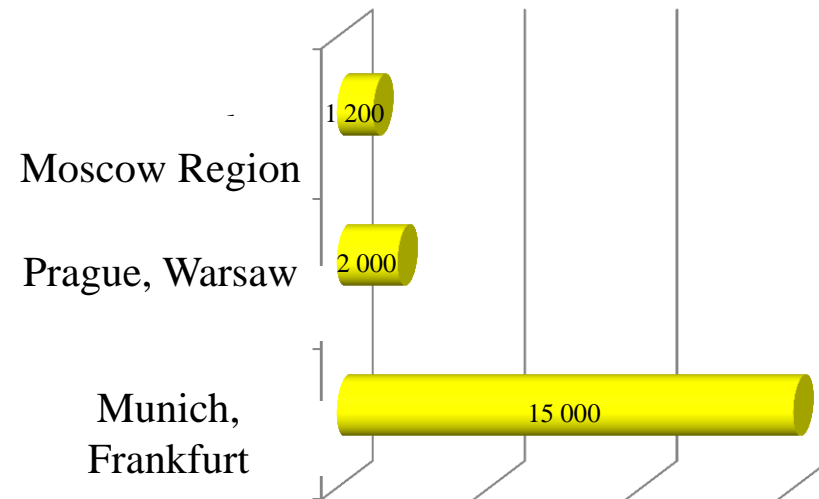 1 200
Moscow Region
2 000
Prague, Warsaw
15 000
Munich,
Frankfurt